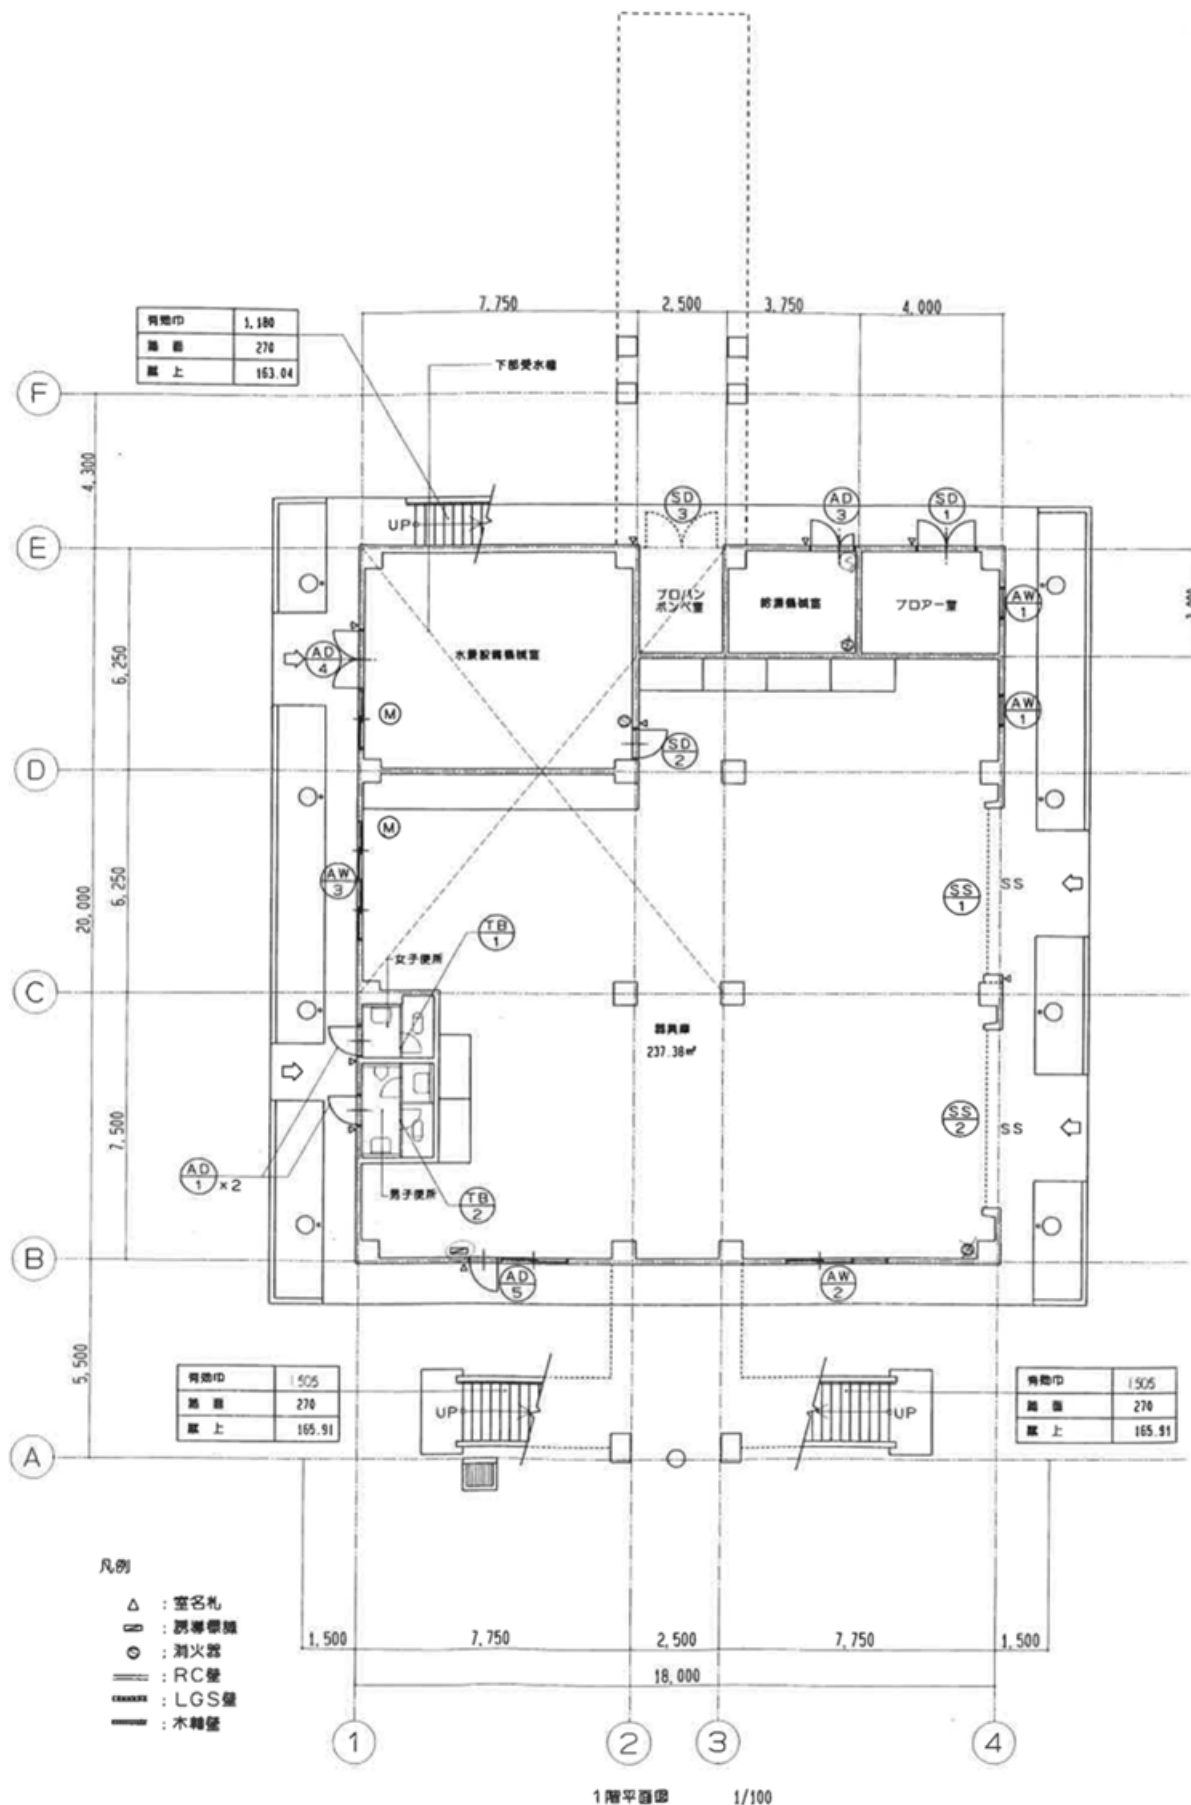 7,750 2,500 3,750 4,000
有効巾 1,180
踏面 270
蹴上 163.04
下部受水槽
F
4,300
SD 3
AD 3
SD 1
UP
E
プロパンボンベ室
給湯機械室
ブロアー室
AW 1
水景設備機械室
AD 4
6,250
M
AW 1
SD 2
D
M
AW 3
6,250
20,000
SS 1
SS
TB 1
女子便所
C
器具庫
237.38㎡
7,500
SS 2
SS
AD 1 ×2
男子便所
TB 2
B
AD 5
AW 2
5,500
有効巾 1505
踏面 270
蹴上 165.91
UP
UP
有効巾 1505
踏面 270
蹴上 165.91
A
凡例
△ : 室名札
: 誘導標識
: 消火器
: RC壁
: LGS壁
: 木軸壁
1,500 7,750 2,500 7,750 1,500
18,000
1 2 3 4
1階平面図 1/100